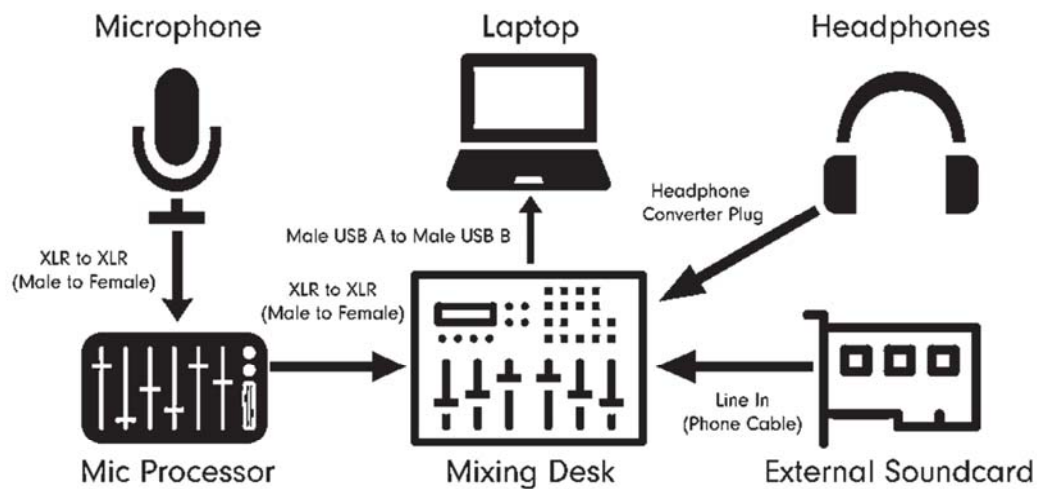 Microphone
Laptop
Headphones
Headphone
Converter Plug
Male USB A to Male USB B
XLR to XLR
(Male to Female)
XLR to XLR
(Male to Female)
Line In
(Phone Cable)
Mic Processor
Mixing Desk
External Soundcard